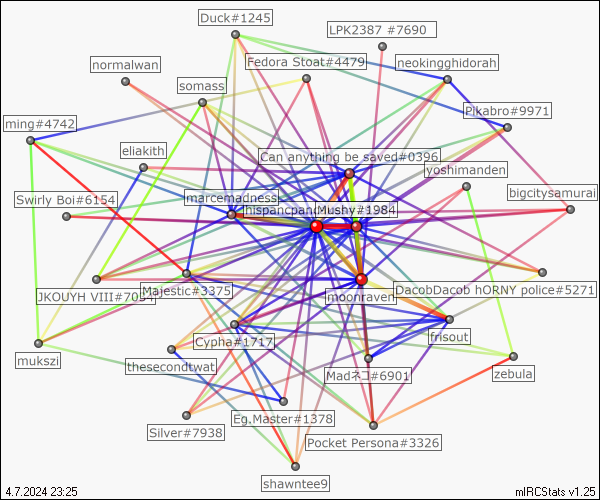 Duck#1245
LPK2387 #7690
normalwan
Fedora Stoat#4479
neokingghidorah
somass
Pikabro#9971
ming#4742
eliakith
Can anything be saved#0396
yoshimanden
Swirly Boi#6154
marcemadness
bigcitysamurai
Mushy#1984
JKOUYH VIII#7094
Majestic#3375
moonraven
DacobDacob hORNY police#5271
Cypha#1717
frisout
mukszi
thesecondtwat
Madネコ#6901
zebula
Eg.Master#1378
Silver#7938
Pocket Persona#3326
shawntee9
4.7.2024 23:25
mIRCStats v1.25